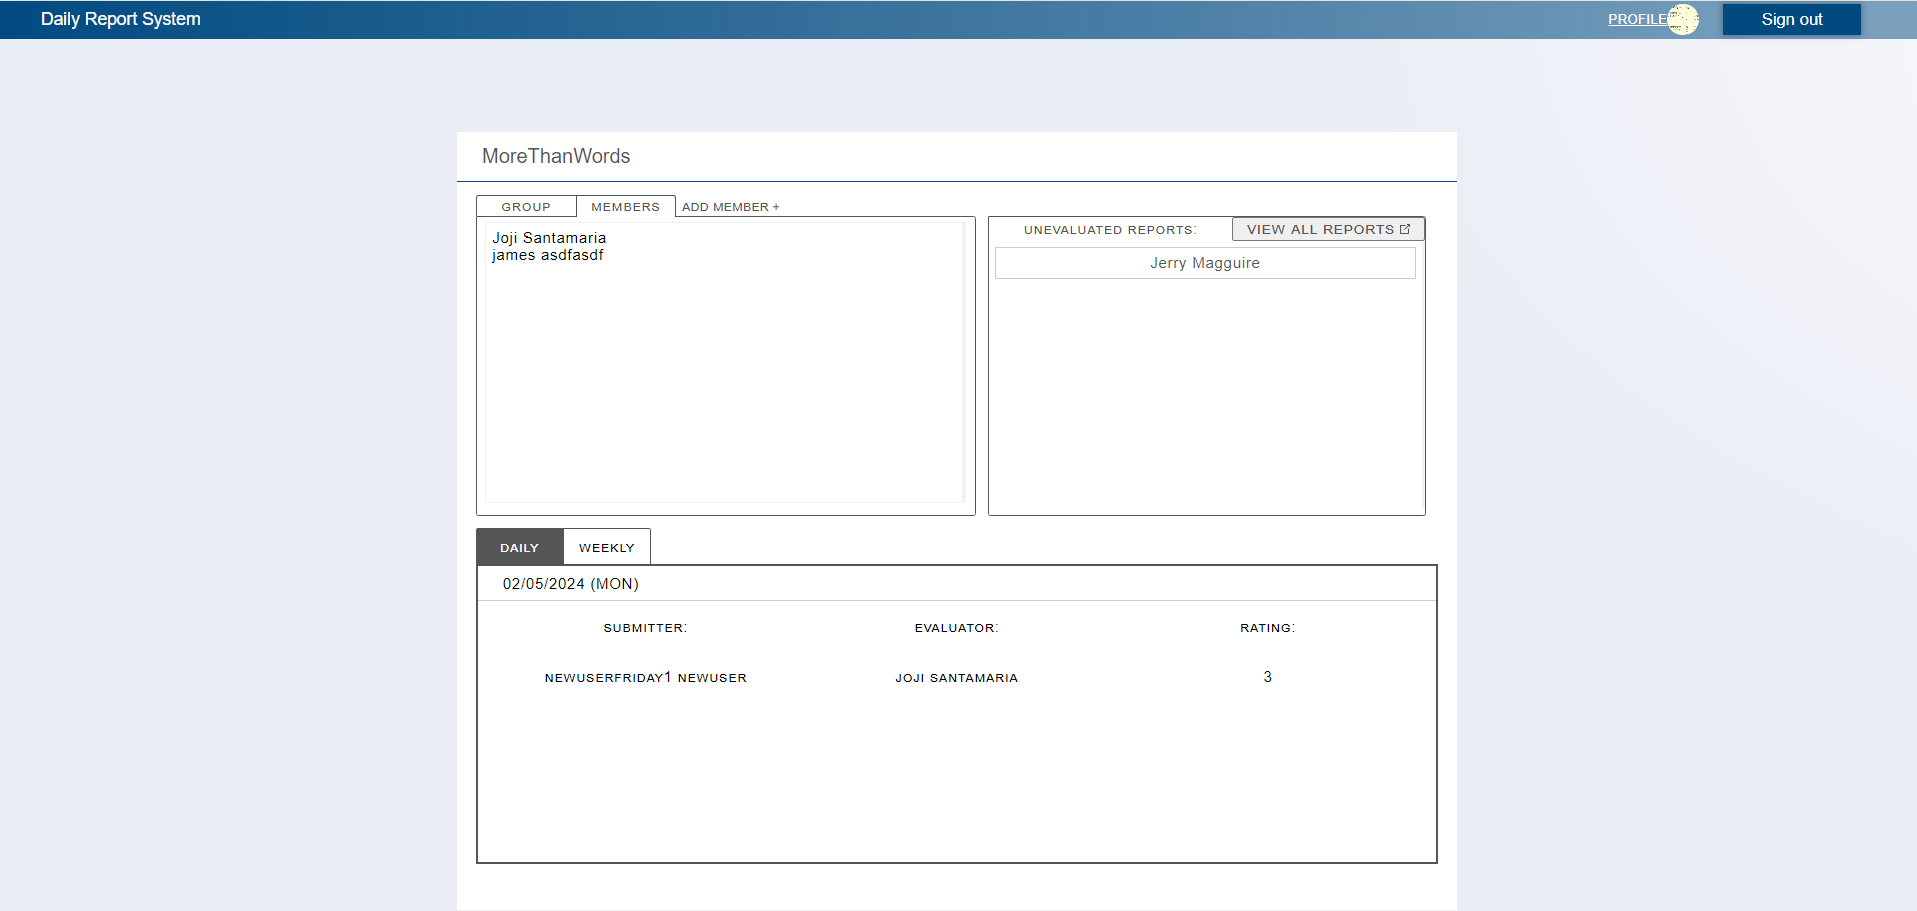 Daily Report System
PROFILE
Sign out
MoreThanWords
GROUP
MEMBERS
ADD MEMBER +
Joji Santamaria
james asdfasdf
UNEVALUATED REPORTS:
VIEW ALL REPORTS
Jerry Magguire
DAILY
WEEKLY
02/05/2024 (MON)
SUBMITTER:
EVALUATOR:
RATING:
NEWUSERFRIDAY1 NEWUSER
JOJI SANTAMARIA
3